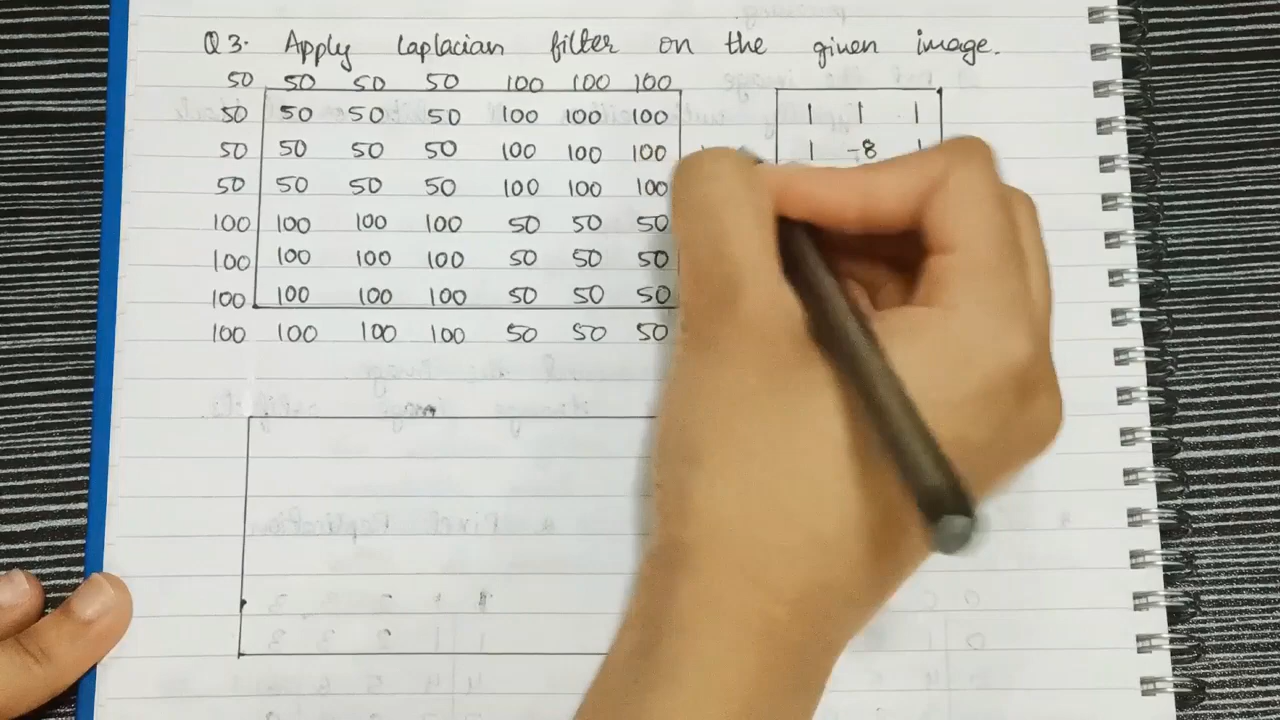 Q3. Apply Laplacian filter on the given image.
50 50 50 50 100 100 100
50 50 50 50 100 100 100 1 1 1
50 50 50 50 100 100 100 1 -8 1
50 50 50 50 100 100 100
100 100 100 100 50 50 50
100 100 100 100 50 50 50
100 100 100 100 50 50 50
100 100 100 100 50 50 50